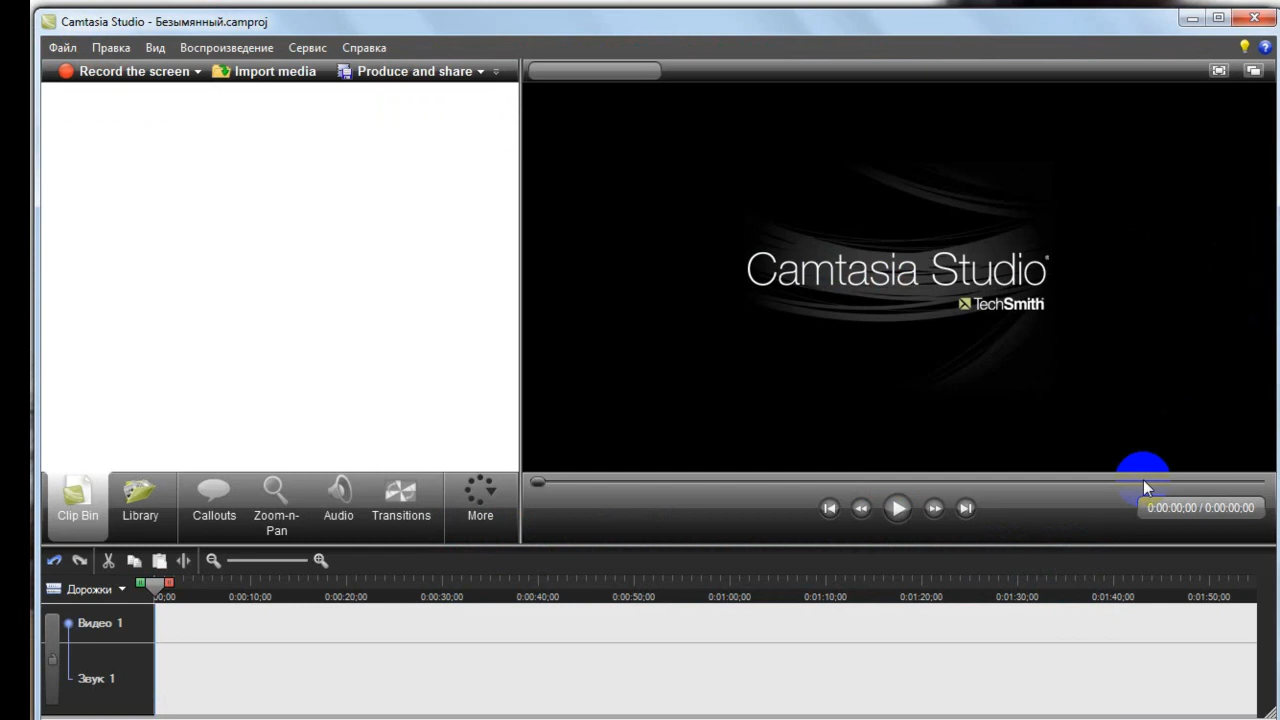 Camtasia Studio - Безымянный.camproj
Файл Правка Вид Воспроизведение Сервис Справка
Record the screen Import media Produce and share
Camtasia Studio
TechSmith
Clip Bin Library Callouts Zoom-n-Pan Audio Transitions More
0:00:00;00 / 0:00:00;00
Дорожки
00;00 0:00:10;00 0:00:20;00 0:00:30;00 0:00:40;00 0:00:50;00 0:01:00;00 0:01:10;00 0:01:20;00 0:01:30;00 0:01:40;00 0:01:50;00
Видео 1
Звук 1